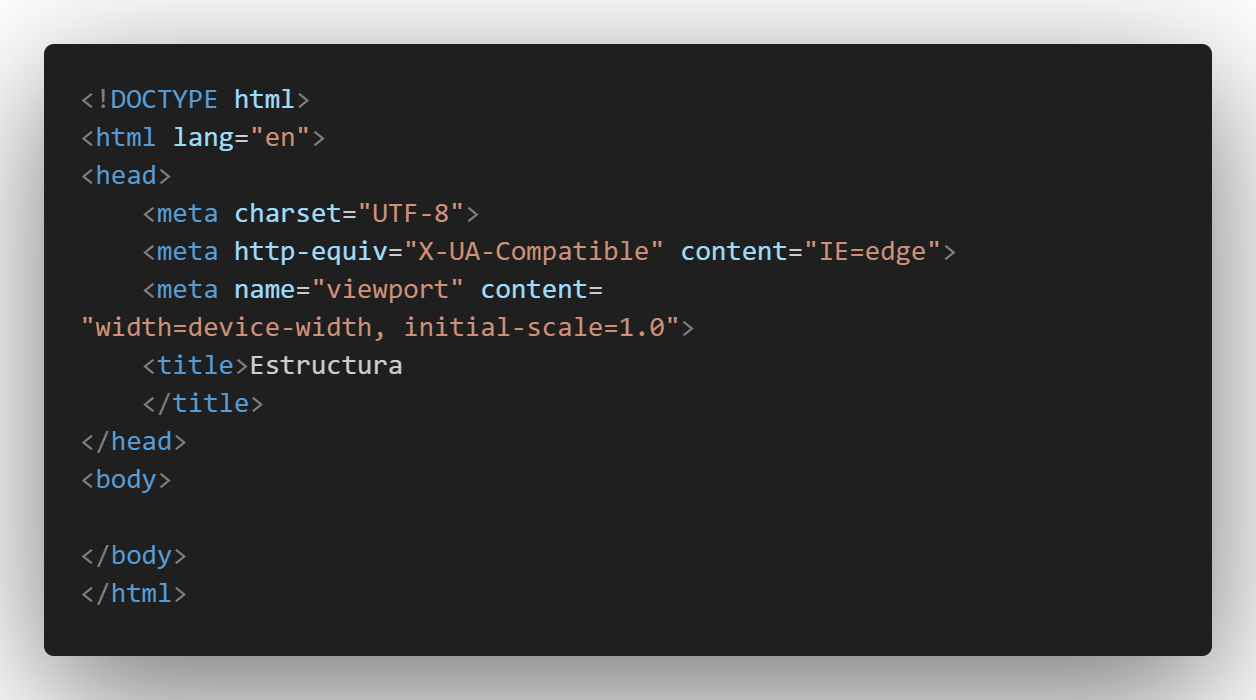 <!DOCTYPE html>
<html lang="en">
<head>
    <meta charset="UTF-8">
    <meta http-equiv="X-UA-Compatible" content="IE=edge">
    <meta name="viewport" content=
"width=device-width, initial-scale=1.0">
    <title>Estructura
    </title>
</head>
<body>

</body>
</html>